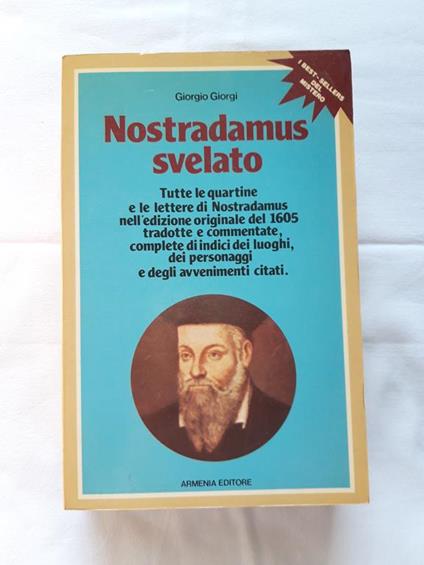 I BEST-SELLERS
DEL
MISTERO
Giorgio Giorgi
Nostradamus
svelato
Tutte le quartine
e le lettere di Nostradamus
nell'edizione originale del 1605
tradotte e commentate,
complete di indici dei luoghi,
dei personaggi
e degli avvenimenti citati.
ARMENIA EDITORE